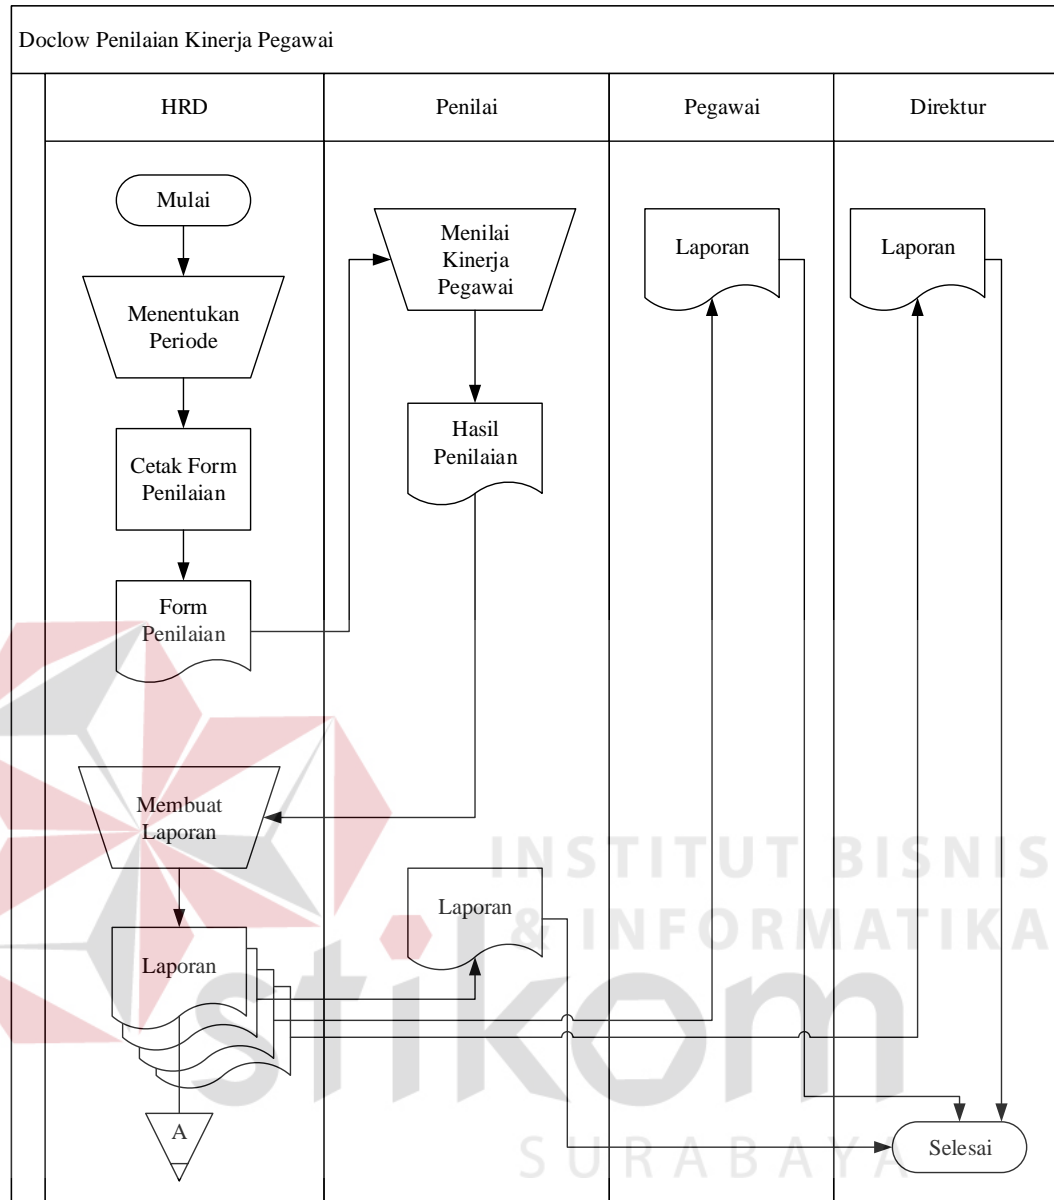 Doclow Penilaian Kinerja Pegawai
HRD
Penilai
Pegawai
Direktur
Mulai
Menentukan
Periode
Cetak Form
Penilaian
Form
Penilaian
Membuat
Laporan
Laporan
A
Menilai
Kinerja
Pegawai
Hasil
Penilaian
Laporan
Laporan
Laporan
Selesai
INSTITUT BISNIS
& INFORMATIKA
stikom
SURABAYA